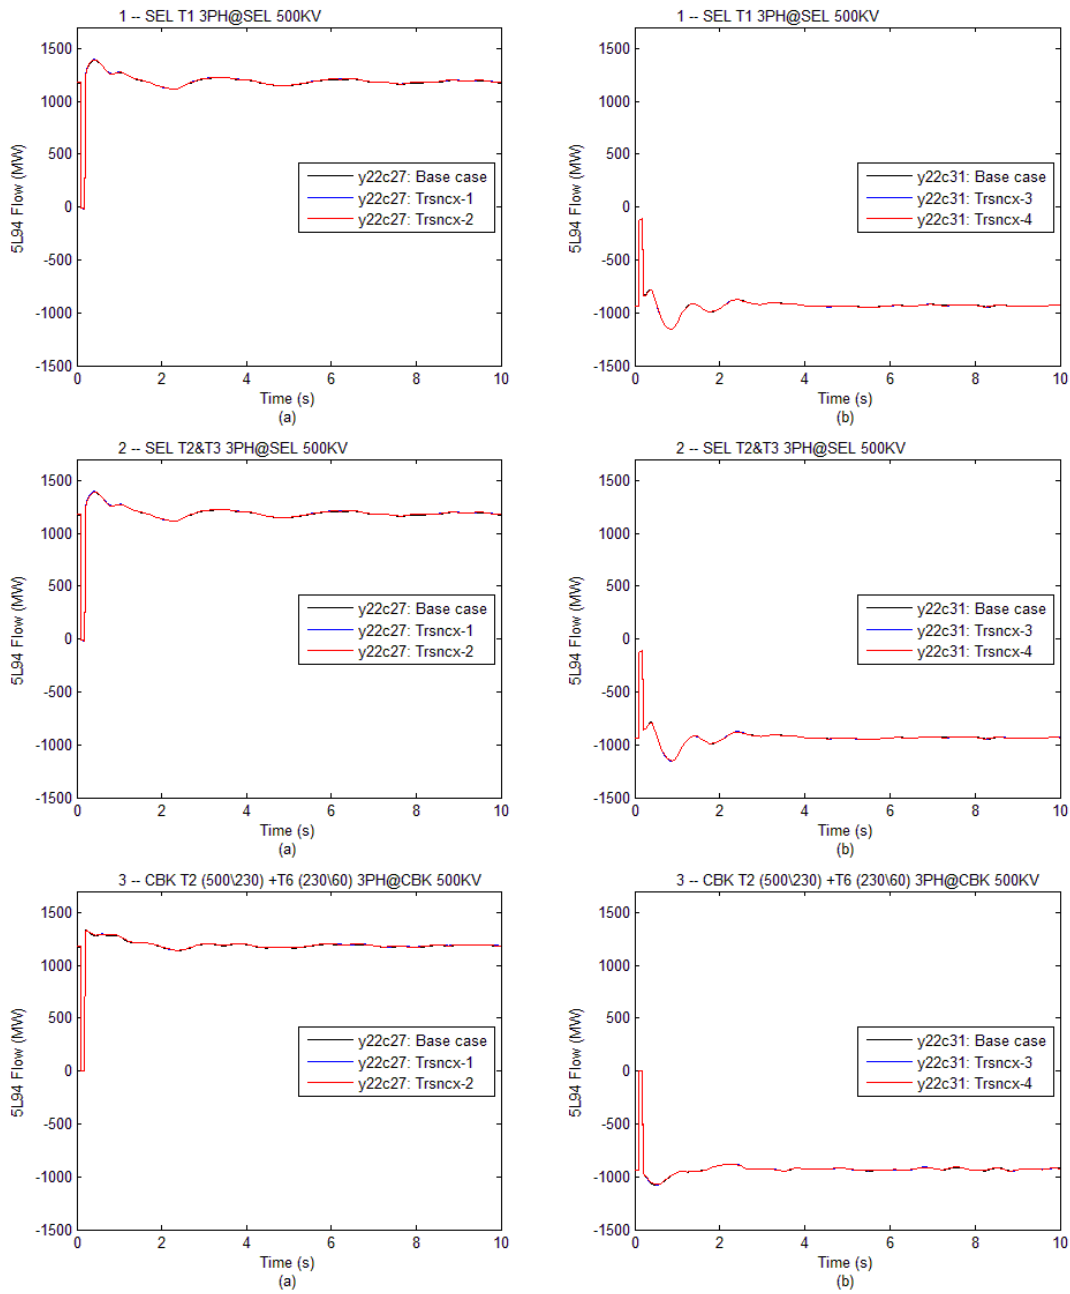 1 -- SEL T1 3PH@SEL 500KV
1500
1000
500
0
-500
-1000
-1500
5L94 Flow (MW)
y22c27: Base case
y22c27: Trsncx-1
y22c27: Trsncx-2
0 2 4 6 8 10
Time (s)
(a)
1 -- SEL T1 3PH@SEL 500KV
1500
1000
500
0
-500
-1000
-1500
5L94 Flow (MW)
y22c31: Base case
y22c31: Trsncx-3
y22c31: Trsncx-4
0 2 4 6 8 10
Time (s)
(b)
2 -- SEL T2&T3 3PH@SEL 500KV
1500
1000
500
0
-500
-1000
-1500
5L94 Flow (MW)
y22c27: Base case
y22c27: Trsncx-1
y22c27: Trsncx-2
0 2 4 6 8 10
Time (s)
(a)
2 -- SEL T2&T3 3PH@SEL 500KV
1500
1000
500
0
-500
-1000
-1500
5L94 Flow (MW)
y22c31: Base case
y22c31: Trsncx-3
y22c31: Trsncx-4
0 2 4 6 8 10
Time (s)
(b)
3 -- CBK T2 (500\230) +T6 (230\60) 3PH@CBK 500KV
1500
1000
500
0
-500
-1000
-1500
5L94 Flow (MW)
y22c27: Base case
y22c27: Trsncx-1
y22c27: Trsncx-2
0 2 4 6 8 10
Time (s)
(a)
3 -- CBK T2 (500\230) +T6 (230\60) 3PH@CBK 500KV
1500
1000
500
0
-500
-1000
-1500
5L94 Flow (MW)
y22c31: Base case
y22c31: Trsncx-3
y22c31: Trsncx-4
0 2 4 6 8 10
Time (s)
(b)